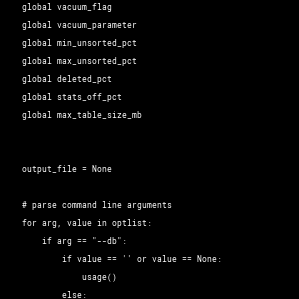 global vacuum_flag
global vacuum_parameter
global min_unsorted_pct
global max_unsorted_pct
global deleted_pct
global stats_off_pct
global max_table_size_mb
output_file = None
# parse command line arguments
for arg, value in optlist:
if arg == "--db":
if value == '' or value == None:
usage()
else: